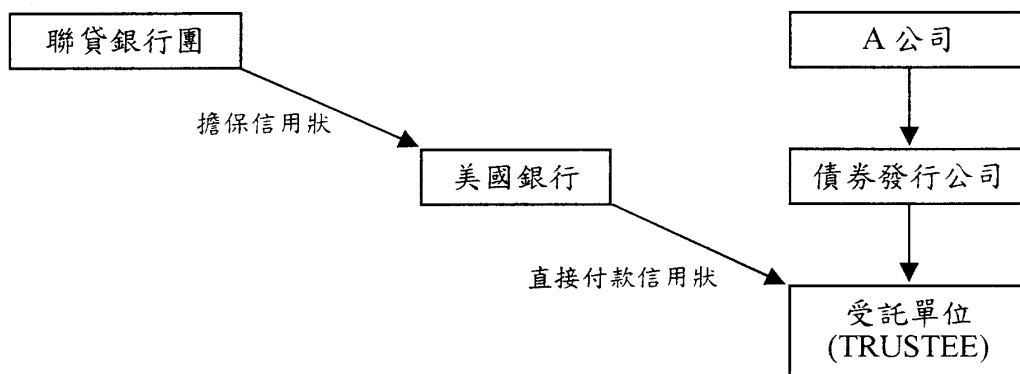 聯貸銀行團
A 公司
擔保信用狀
美國銀行
債券發行公司
直接付款信用狀
受託單位
(TRUSTEE)